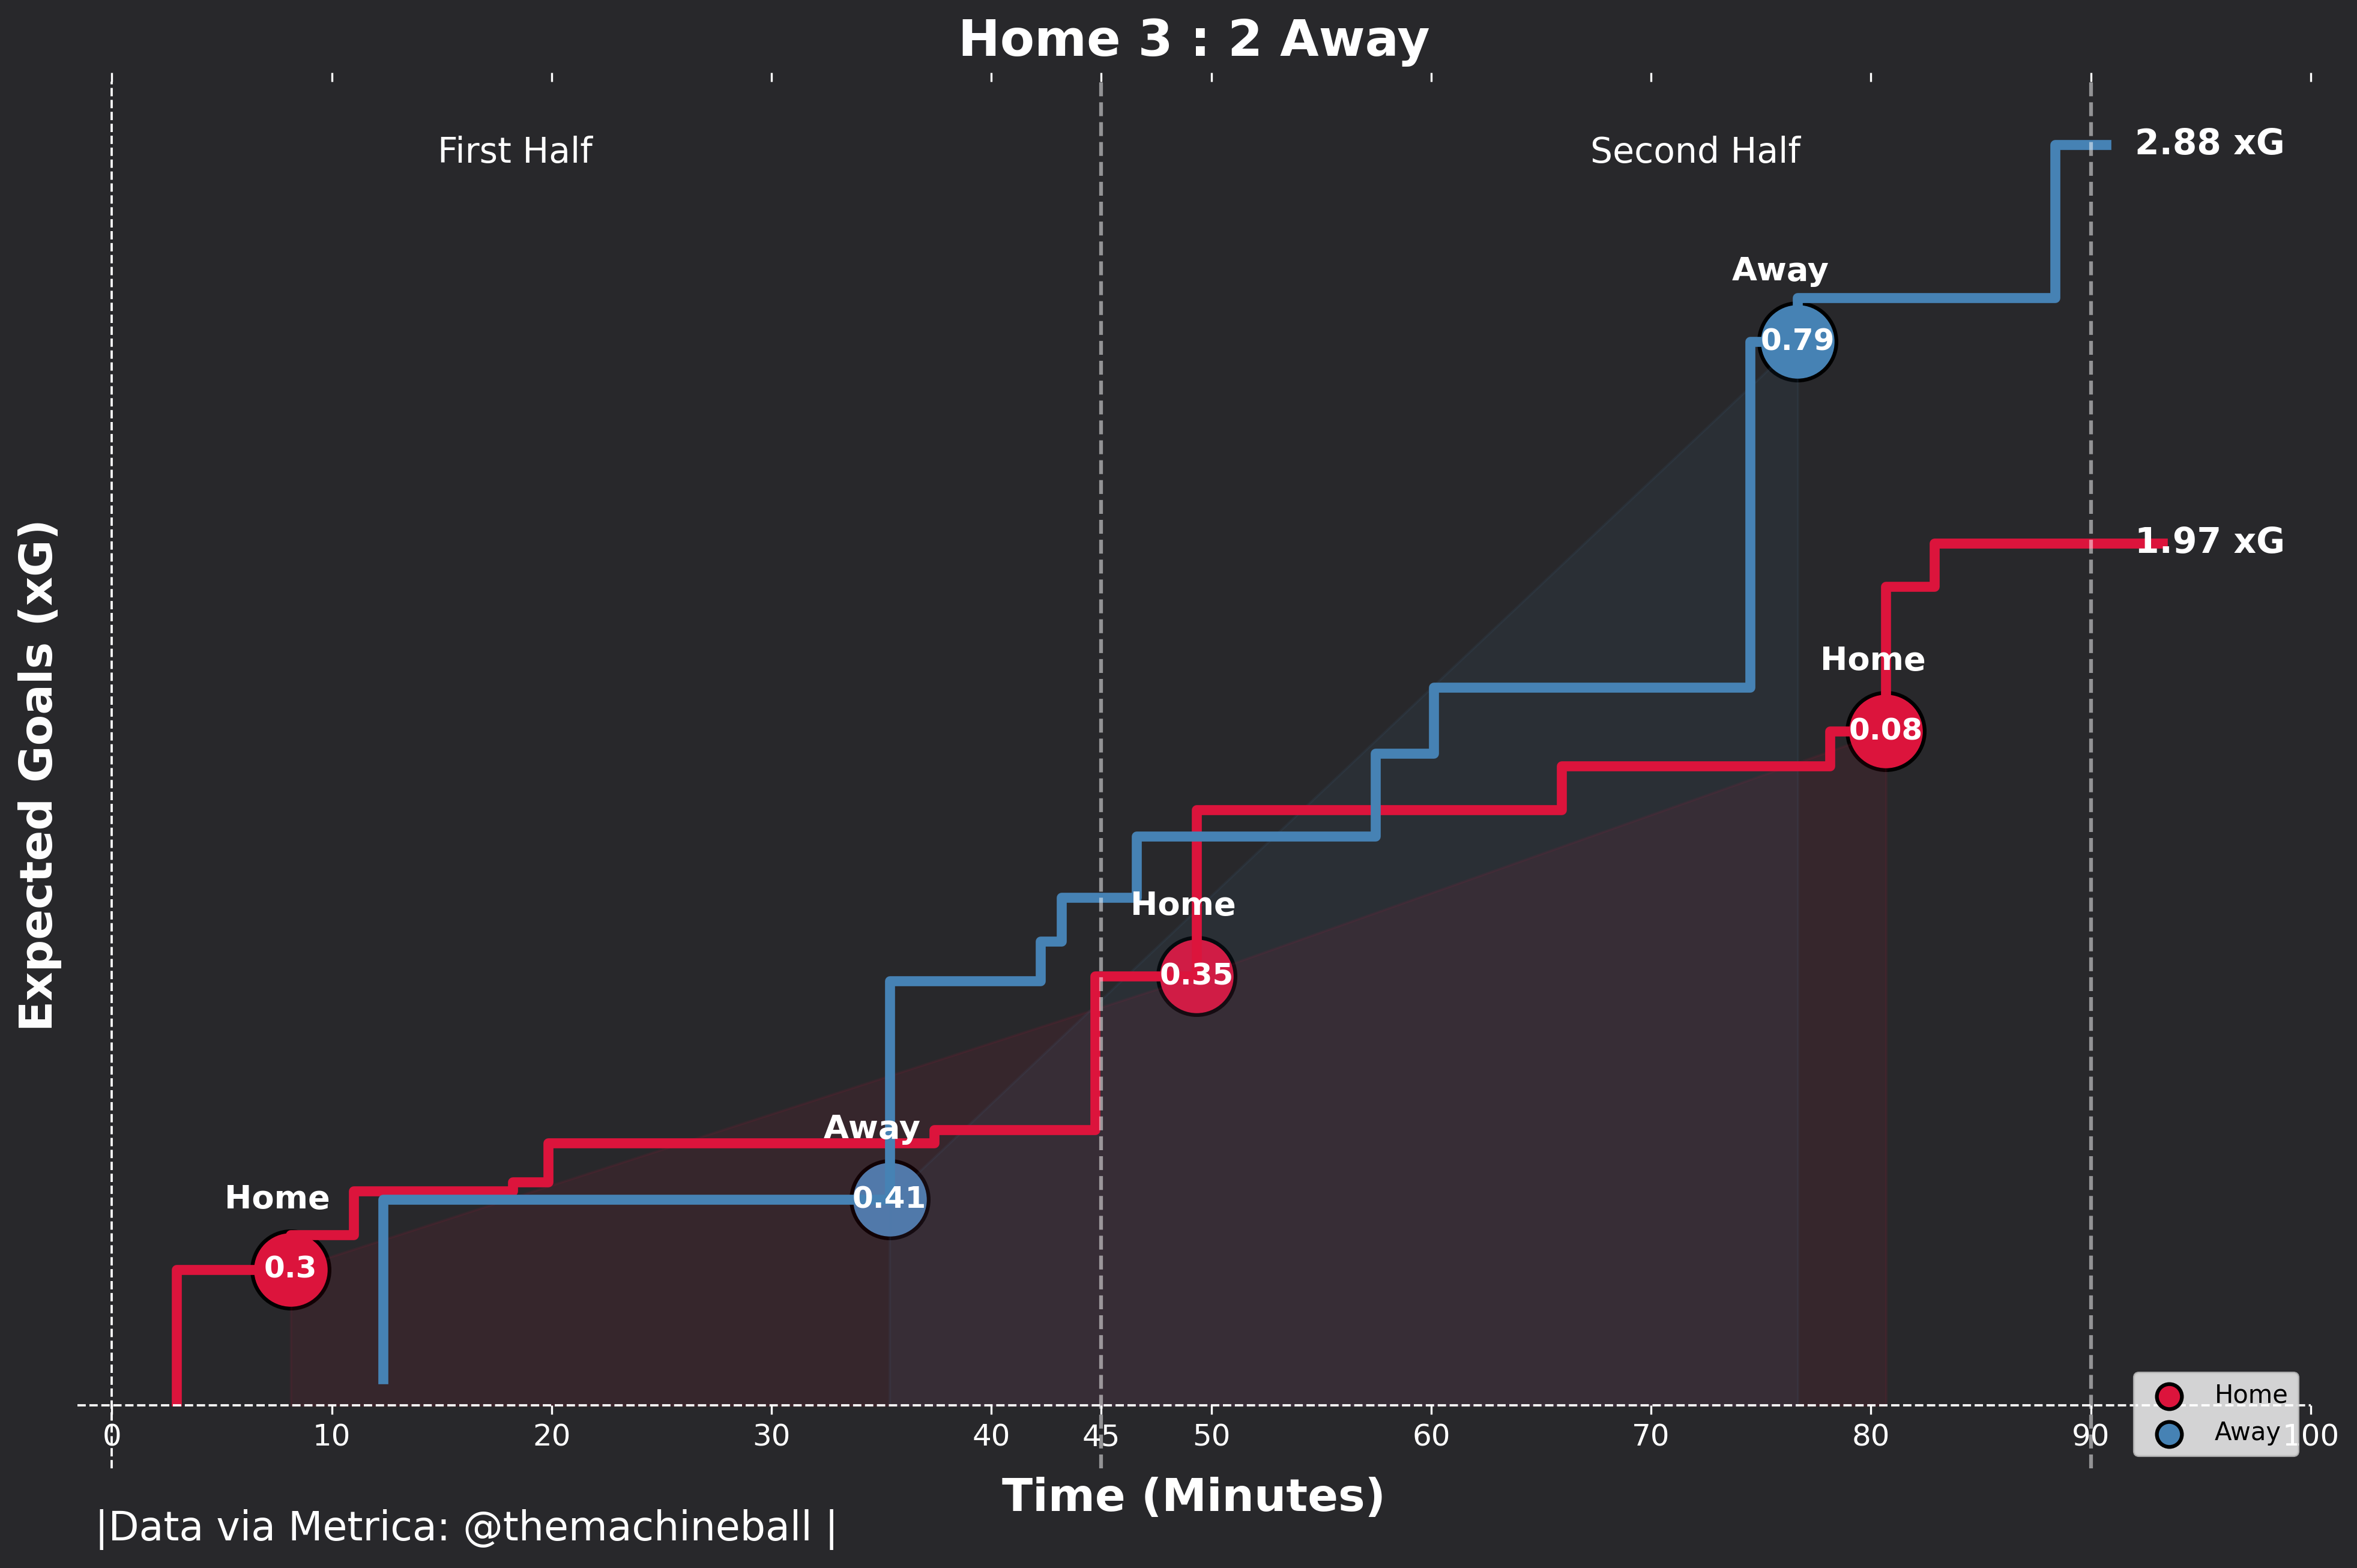 Home 3 : 2 Away
First Half
Second Half
2.88 xG
Away
0.79
1.97 xG
Home
0.08
Home
0.35
Away
0.41
Home
0.3
Expected Goals (xG)
Home
Away
0 10 20 30 40 45 50 60 70 80 90 100
Time (Minutes)
|Data via Metrica: @themachineball |